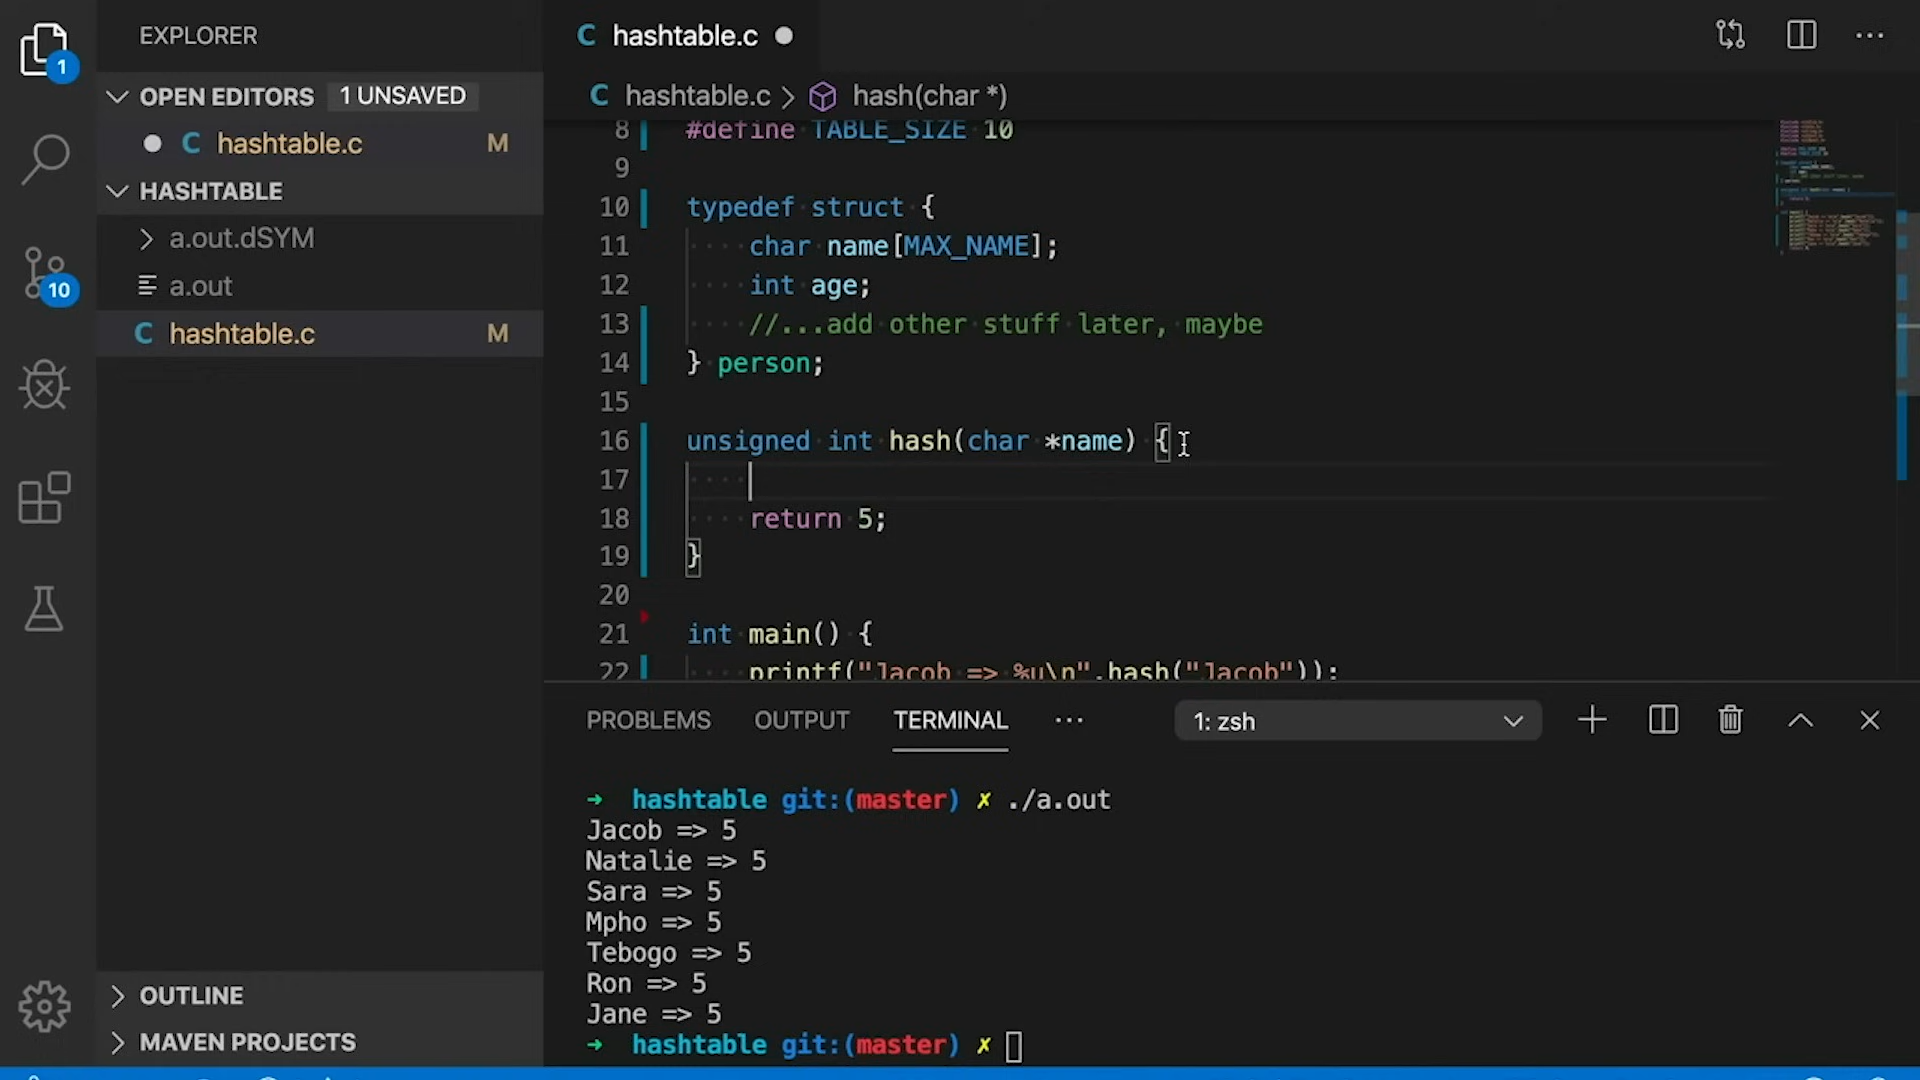 EXPLORER
hashtable.c
1
OPEN EDITORS 1 UNSAVED
hashtable.c > hash(char *)
C hashtable.c M
HASHTABLE
a.out.dSYM
a.out
C hashtable.c M
10
8 #define TABLE_SIZE 10
9
10 typedef struct {
11 char name[MAX_NAME];
12 int age;
13 //...add other stuff later, maybe
14 } person;
15
16 unsigned int hash(char *name) {
17
18 return 5;
19 }
20
21 int main() {
22 printf("Jacob => %u\n",hash("Jacob"));
PROBLEMS OUTPUT TERMINAL ··· 1: zsh
➜ hashtable git:(master) ✗ ./a.out
Jacob => 5
Natalie => 5
Sara => 5
Mpho => 5
Tebogo => 5
Ron => 5
Jane => 5
➜ hashtable git:(master) ✗
OUTLINE
MAVEN PROJECTS